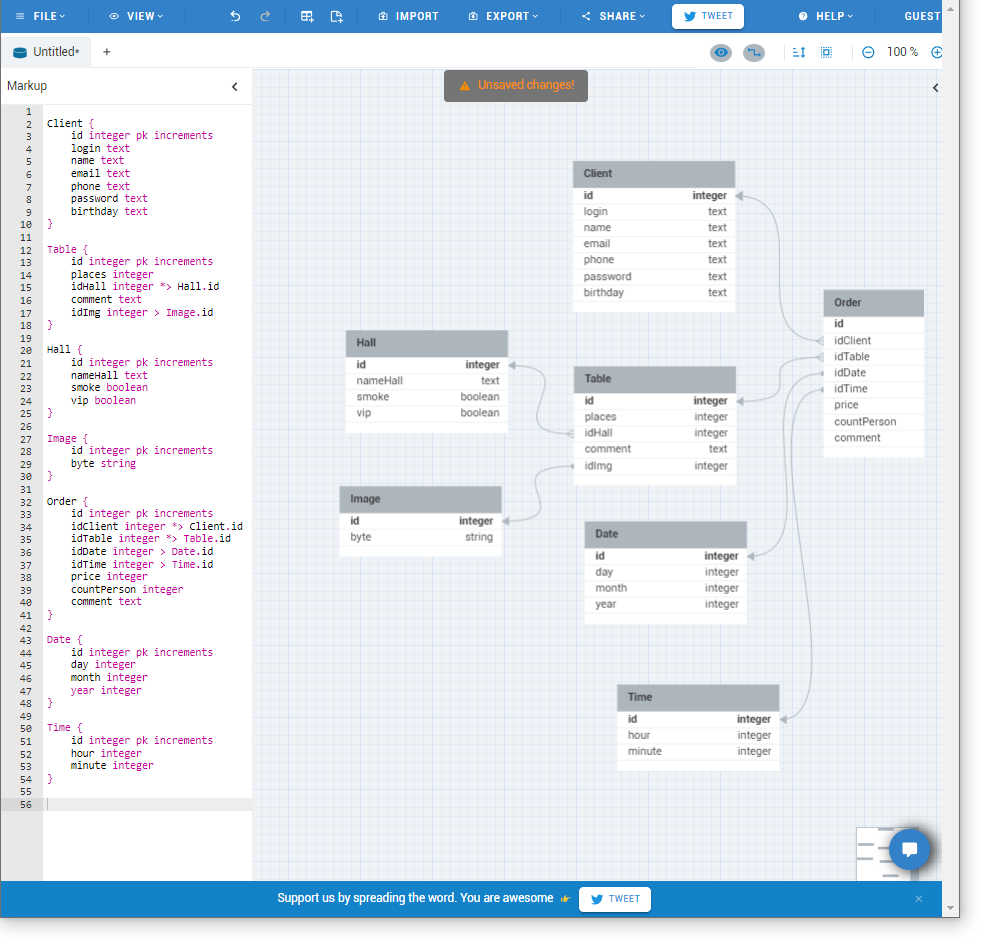 FILE VIEW IMPORT EXPORT SHARE TWEET HELP GUEST
Untitled* + 100 %
Markup
Unsaved changes!
1
2 Client {
3 id integer pk increments
4 login text
5 name text
6 email text
7 phone text
8 password text
9 birthday text
10 }
11
12 Table {
13 id integer pk increments
14 places integer
15 idHall integer *> Hall.id
16 comment text
17 idImg integer > Image.id
18 }
19
20 Hall {
21 id integer pk increments
22 nameHall text
23 smoke boolean
24 vip boolean
25 }
26
27 Image {
28 id integer pk increments
29 byte string
30 }
31
32 Order {
33 id integer pk increments
34 idClient integer *> Client.id
35 idTable integer *> Table.id
36 idDate integer > Date.id
37 idTime integer > Time.id
38 price integer
39 countPerson integer
40 comment text
41 }
42
43 Date {
44 id integer pk increments
45 day integer
46 month integer
47 year integer
48 }
49
50 Time {
51 id integer pk increments
52 hour integer
53 minute integer
54 }
55
56
Client
id integer
login text
name text
email text
phone text
password text
birthday text
Order
id
idClient
idTable
idDate
idTime
price
countPerson
comment
Hall
id integer
nameHall text
smoke boolean
vip boolean
Table
id integer
places integer
idHall integer
comment text
idImg integer
Image
id integer
byte string
Date
id integer
day integer
month integer
year integer
Time
id integer
hour integer
minute integer
Support us by spreading the word. You are awesome 👉 TWEET ×